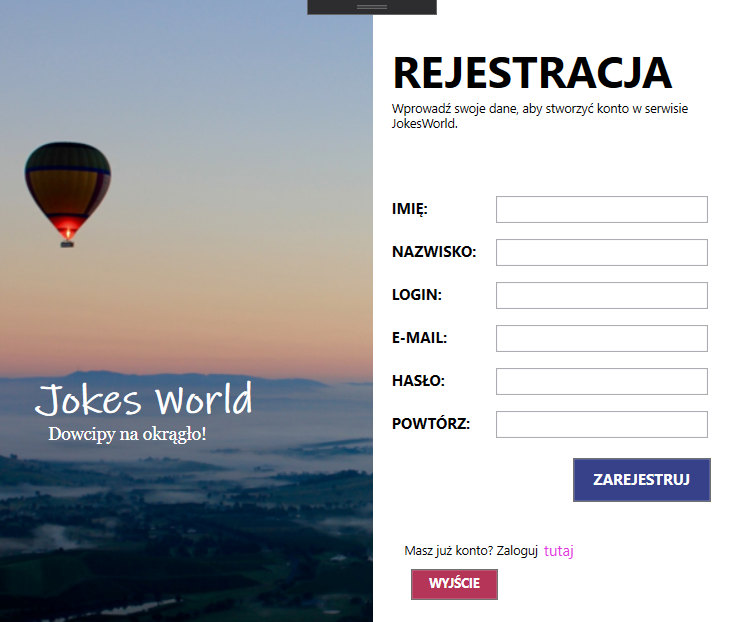 REJESTRACJA
Wprowadź swoje dane, aby stworzyć konto w serwisie
JokesWorld.
IMIĘ:
NAZWISKO:
LOGIN:
E-MAIL:
HASŁO:
POWTÓRZ:
ZAREJESTRUJ
Masz już konto? Zaloguj tutaj
WYJŚCIE
Jokes World
Dowcipy na okrągło!